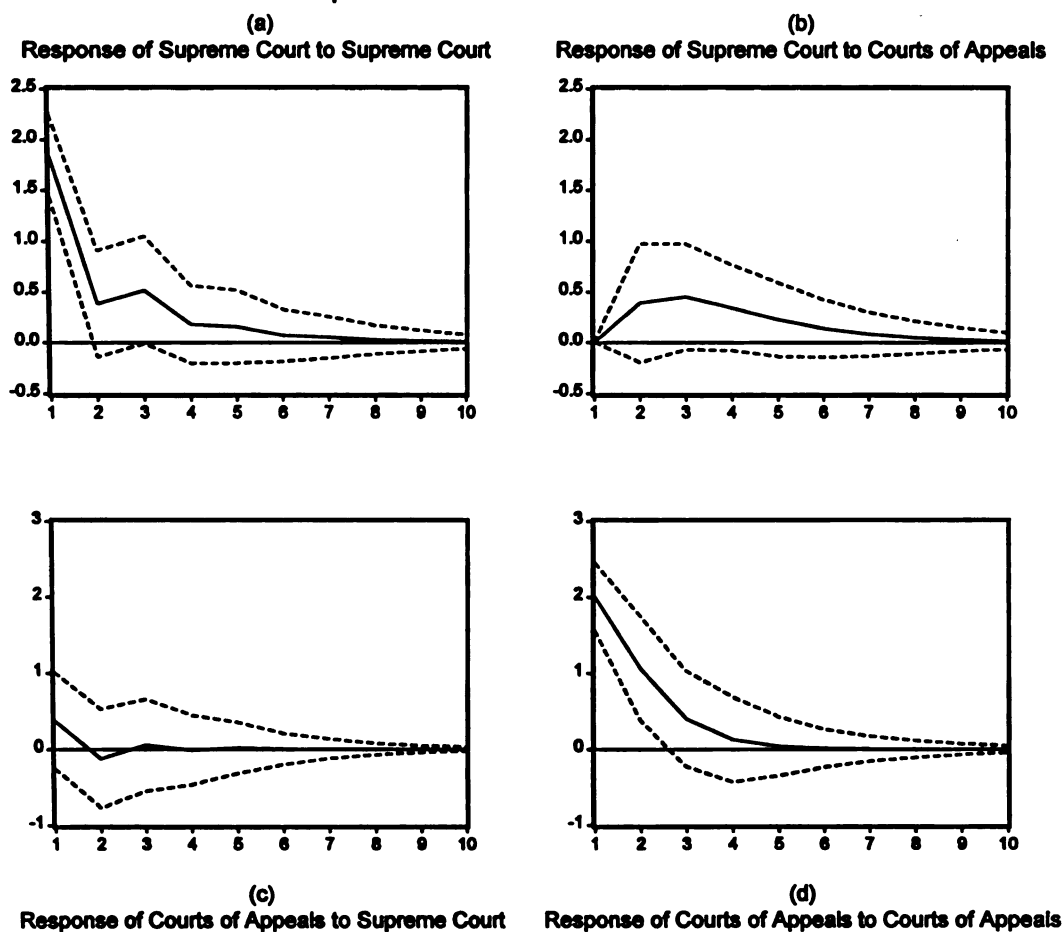 (a)
Response of Supreme Court to Supreme Court
2.5
2.0
1.5
1.0
0.5
0.0
-0.5
1 2 3 4 5 6 7 8 9 10
(b)
Response of Supreme Court to Courts of Appeals
2.5
2.0
1.5
1.0
0.5
0.0
-0.5
1 2 3 4 5 6 7 8 9 10
3
2
1
0
-1
1 2 3 4 5 6 7 8 9 10
(c)
Response of Courts of Appeals to Supreme Court
3
2
1
0
-1
1 2 3 4 5 6 7 8 9 10
(d)
Response of Courts of Appeals to Courts of Appeals